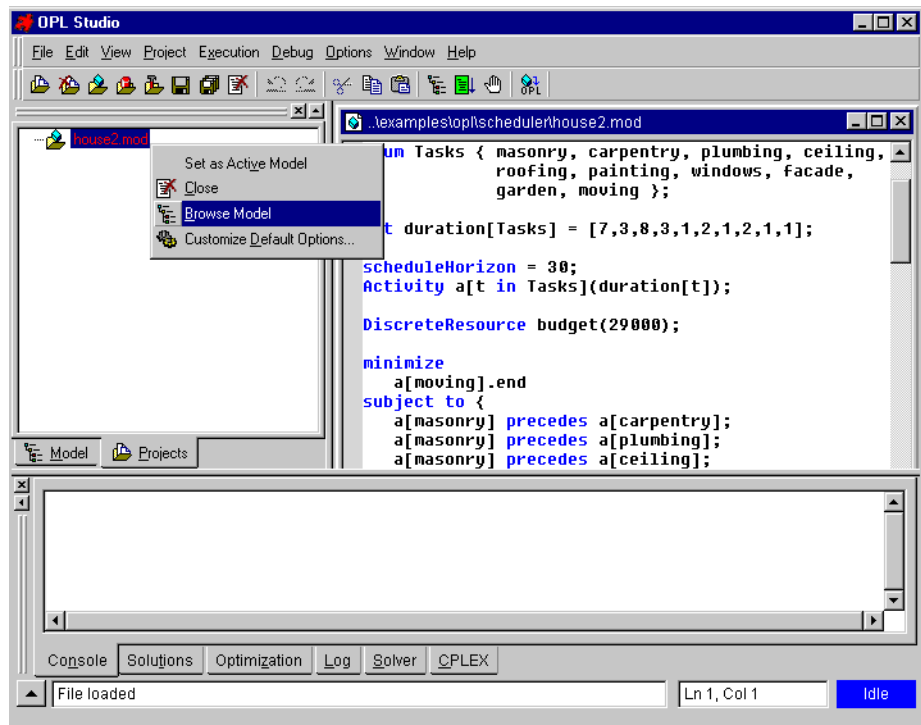 OPL Studio
File Edit View Project Execution Debug Options Window Help
OPL
house2.mod
Set as Active Model
Close
Browse Model
Customize Default Options...
..\examples\opl\scheduler\house2.mod
um Tasks { masonry, carpentry, plumbing, ceiling,
roofing, painting, windows, facade,
garden, moving };
t duration[Tasks] = [7,3,8,3,1,2,1,2,1,1];
scheduleHorizon = 30;
Activity a[t in Tasks](duration[t]);
DiscreteResource budget(29000);
minimize
a[moving].end
subject to {
a[masonry] precedes a[carpentry];
a[masonry] precedes a[plumbing];
a[masonry] precedes a[ceiling];
Model Projects
Console Solutions Optimization Log Solver CPLEX
File loaded Ln 1, Col 1 Idle